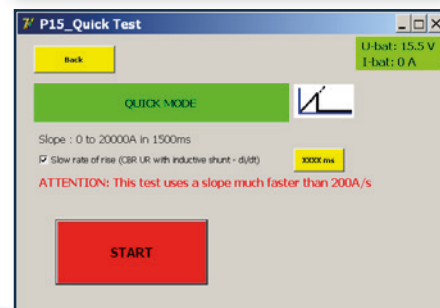 P15_Quick Test
U-bat: 15.5 V
I-bat: 0 A
Back
QUICK MODE
Slope : 0 to 20000A in 1500ms
Slow rate of rise (CBR UR with inductive shunt - di/dt)
XXXX ms
ATTENTION: This test uses a slope much faster than 200A/s
START